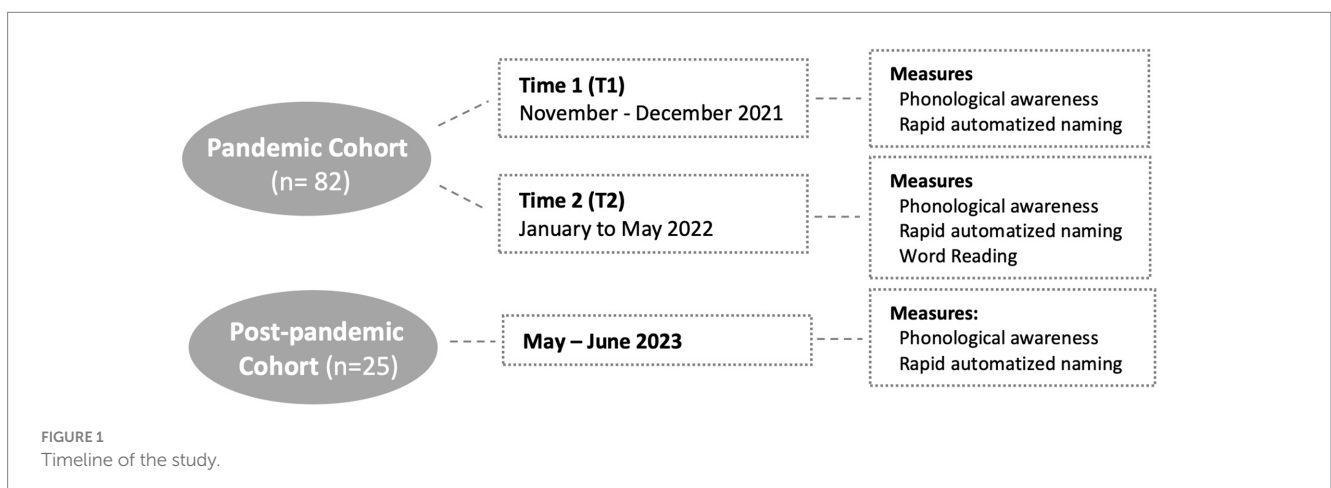 Pandemic Cohort
(n= 82)
Time 1 (T1)
November - December 2021
Measures
Phonological awareness
Rapid automatized naming
Time 2 (T2)
January to May 2022
Measures
Phonological awareness
Rapid automatized naming
Word Reading
Post-pandemic
Cohort (n=25)
May – June 2023
Measures:
Phonological awareness
Rapid automatized naming
FIGURE 1
Timeline of the study.